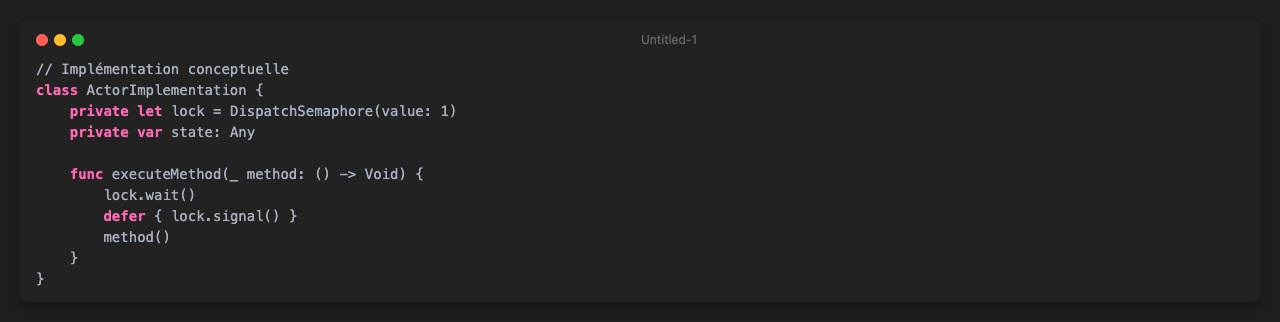 Untitled-1
// Implémentation conceptuelle
class ActorImplementation {
    private let lock = DispatchSemaphore(value: 1)
    private var state: Any

    func executeMethod(_ method: () -> Void) {
        lock.wait()
        defer { lock.signal() }
        method()
    }
}